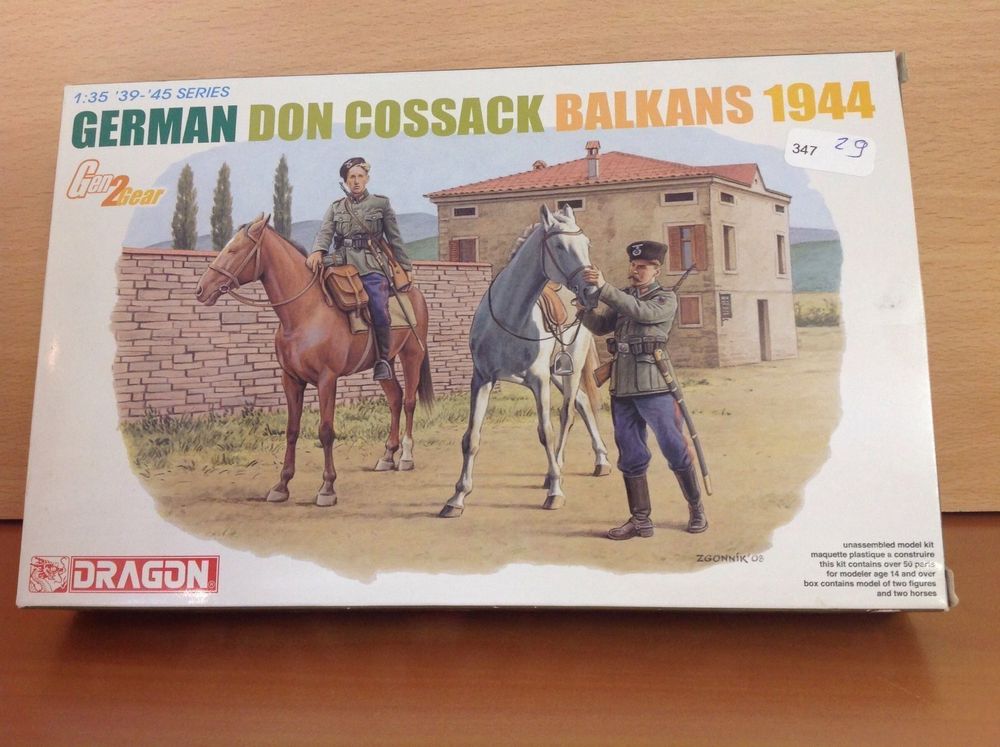 1:35 '39-'45 SERIES
GERMAN DON COSSACK BALKANS 1944
347 29
Gen2Gear
ZGONNIK '08
unassembled model kit
maquette plastique a construire
this kit contains over 50 parts
for modeler age 14 and over
box contains model of two figures
and two horses
DRAGON